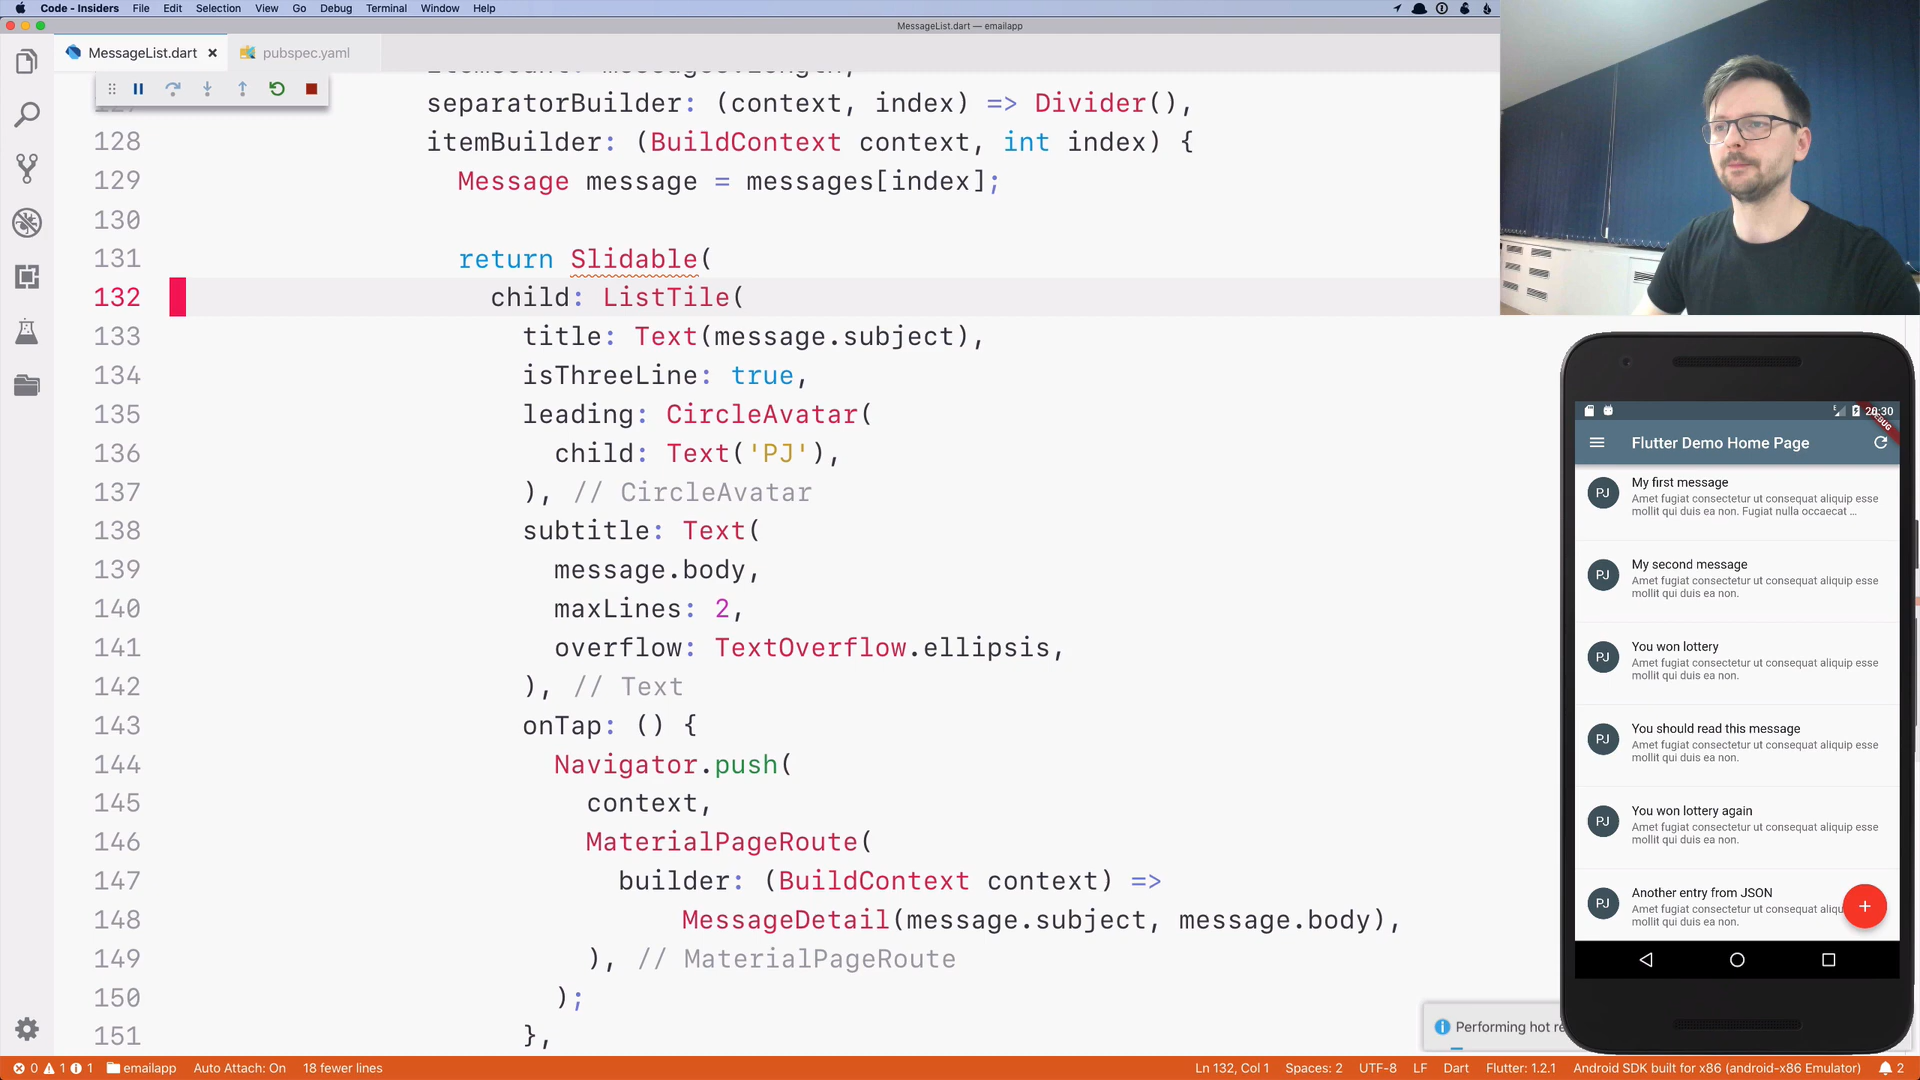 Code - Insiders File Edit Selection View Go Debug Terminal Window Help
MessageList.dart — emailapp
MessageList.dart pubspec.yaml
separatorBuilder: (context, index) => Divider(),
128 itemBuilder: (BuildContext context, int index) {
129 Message message = messages[index];
130
131 return Slidable(
132 child: ListTile(
133 title: Text(message.subject),
134 isThreeLine: true,
135 leading: CircleAvatar(
136 child: Text('PJ'),
137 ), // CircleAvatar
138 subtitle: Text(
139 message.body,
140 maxLines: 2,
141 overflow: TextOverflow.ellipsis,
142 ), // Text
143 onTap: () {
144 Navigator.push(
145 context,
146 MaterialPageRoute(
147 builder: (BuildContext context) =>
148 MessageDetail(message.subject, message.body),
149 ), // MaterialPageRoute
150 );
151 },
20:30
DEBUG
Flutter Demo Home Page
PJ
My first message
Amet fugiat consectetur ut consequat aliquip esse
mollit qui duis ea non. Fugiat nulla occaecat ...
PJ
My second message
Amet fugiat consectetur ut consequat aliquip esse
mollit qui duis ea non.
PJ
You won lottery
Amet fugiat consectetur ut consequat aliquip esse
mollit qui duis ea non.
PJ
You should read this message
Amet fugiat consectetur ut consequat aliquip esse
mollit qui duis ea non.
PJ
You won lottery again
Amet fugiat consectetur ut consequat aliquip esse
mollit qui duis ea non.
PJ
Another entry from JSON
Amet fugiat consectetur ut consequat aliqu
mollit qui duis ea non.
+
Performing hot re
0 1 1 emailapp Auto Attach: On 18 fewer lines Ln 132, Col 1 Spaces: 2 UTF-8 LF Dart Flutter: 1.2.1 Android SDK built for x86 (android-x86 Emulator) 2